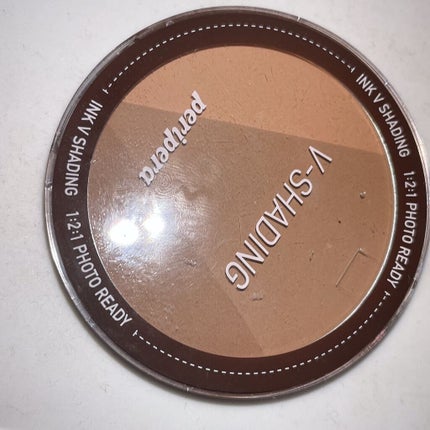 peripera
V-SHADING
INK V SHADING 1:2:1 PHOTO READY
INK V SHADING 1:2:1 PHOTO READY